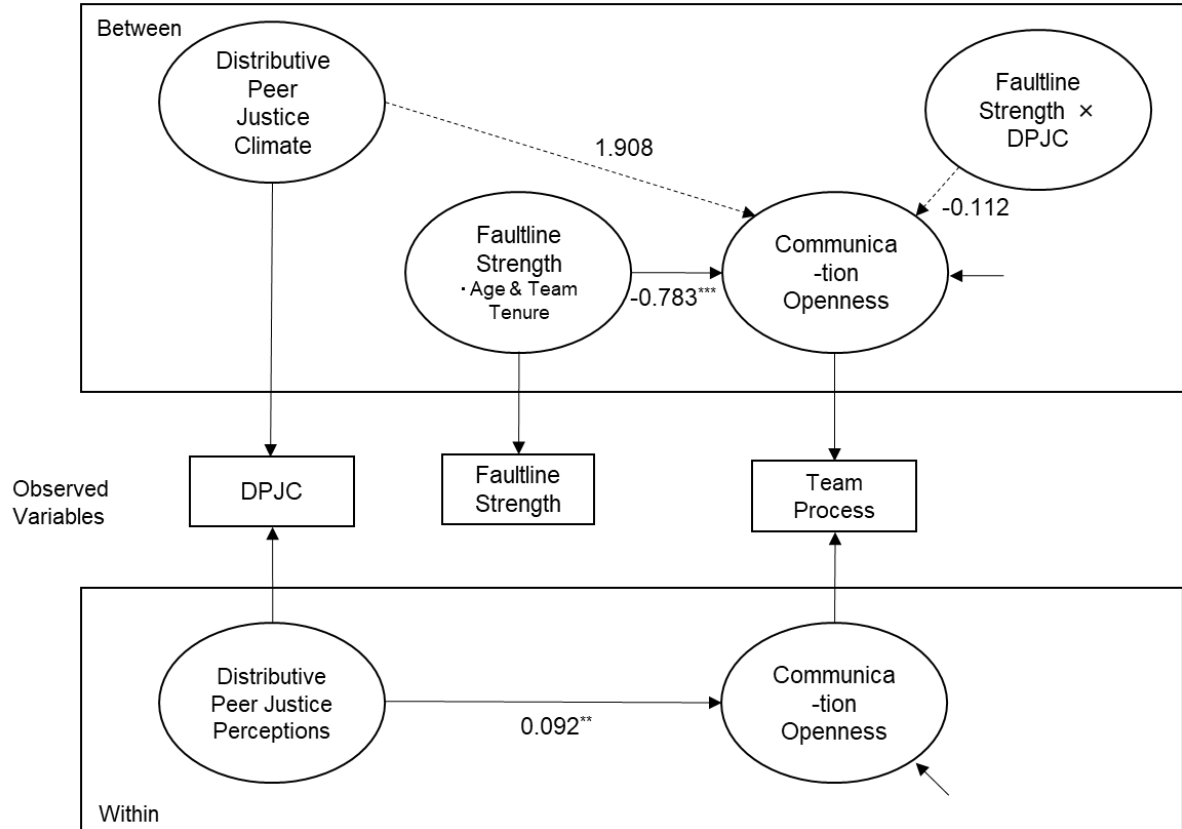 Between
Distributive
Peer
Justice
Climate
Faultline
Strength ×
DPJC
1.908
-0.112
Faultline
Strength
・Age & Team
Tenure
-0.783***
Communica
-tion
Openness
Observed
Variables
DPJC
Faultline
Strength
Team
Process
Distributive
Peer Justice
Perceptions
0.092**
Communica
-tion
Openness
Within